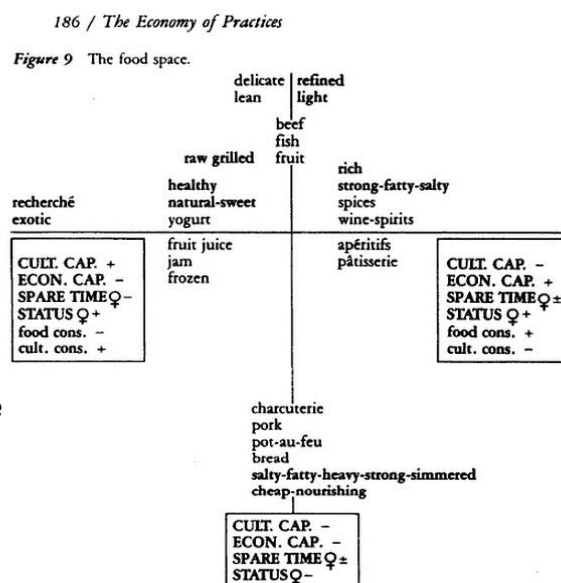 186 / The Economy of Practices
Figure 9 The food space.
delicate refined
lean light
beef
fish
fruit
raw grilled
rich
strong-fatty-salty
spices
wine-spirits
healthy
natural-sweet
yogurt
recherché
exotic
fruit juice
jam
frozen
apéritifs
pâtisserie
CULT. CAP. +
ECON. CAP. -
SPARE TIME♀-
STATUS♀+
food cons. -
cult. cons. +
CULT. CAP. -
ECON. CAP. +
SPARE TIME♀±
STATUS♀+
food cons. +
cult. cons. -
e
charcuterie
pork
pot-au-feu
bread
salty-fatty-heavy-strong-simmered
cheap-nourishing
CULT. CAP. -
ECON. CAP. -
SPARE TIME♀±
STATUS♀-